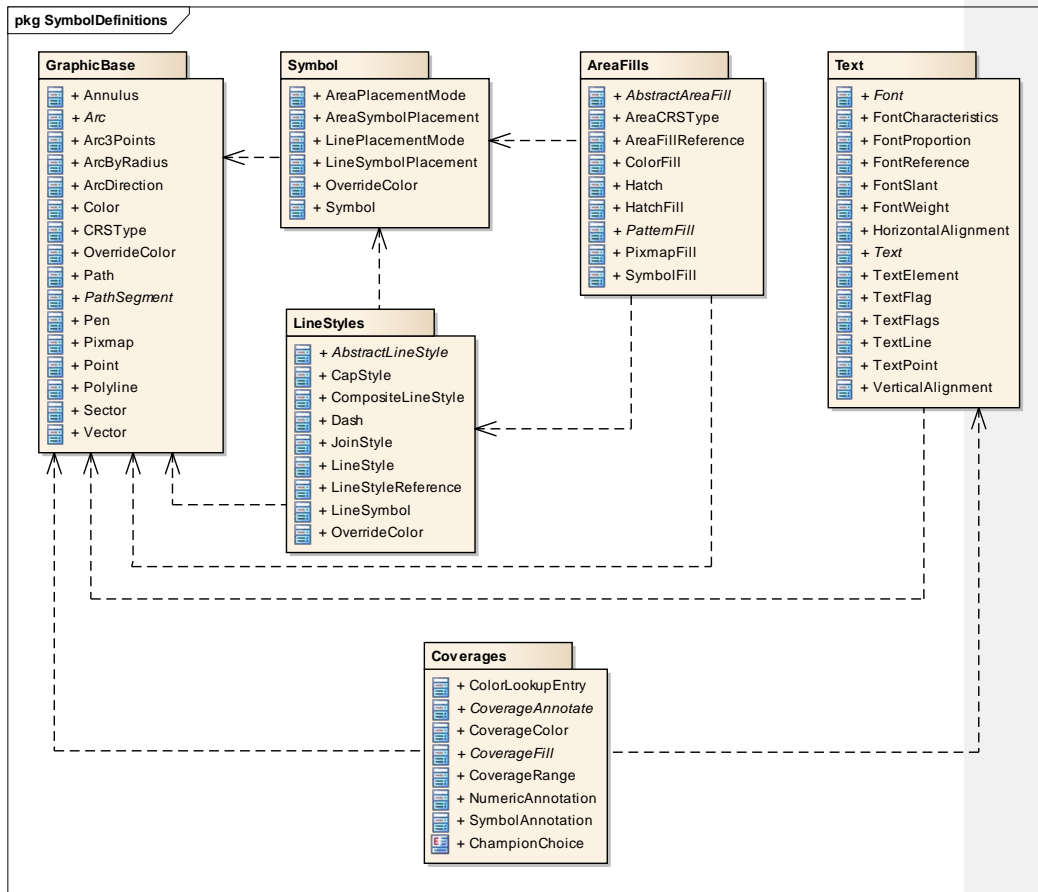 pkg SymbolDefinitions
GraphicBase
+ Annulus
+ Arc
+ Arc3Points
+ ArcByRadius
+ ArcDirection
+ Color
+ CRSType
+ OverrideColor
+ Path
+ PathSegment
+ Pen
+ Pixmap
+ Point
+ Polyline
+ Sector
+ Vector
Symbol
+ AreaPlacementMode
+ AreaSymbolPlacement
+ LinePlacementMode
+ LineSymbolPlacement
+ OverrideColor
+ Symbol
AreaFills
+ AbstractAreaFill
+ AreaCRSType
+ AreaFillReference
+ ColorFill
+ Hatch
+ HatchFill
+ PatternFill
+ PixmapFill
+ SymbolFill
Text
+ Font
+ FontCharacteristics
+ FontProportion
+ FontReference
+ FontSlant
+ FontWeight
+ HorizontalAlignment
+ Text
+ TextElement
+ TextFlag
+ TextFlags
+ TextLine
+ TextPoint
+ VerticalAlignment
LineStyles
+ AbstractLineStyle
+ CapStyle
+ CompositeLineStyle
+ Dash
+ JoinStyle
+ LineStyle
+ LineStyleReference
+ LineSymbol
+ OverrideColor
Coverages
+ ColorLookupEntry
+ CoverageAnnotate
+ CoverageColor
+ CoverageFill
+ CoverageRange
+ NumericAnnotation
+ SymbolAnnotation
+ ChampionChoice